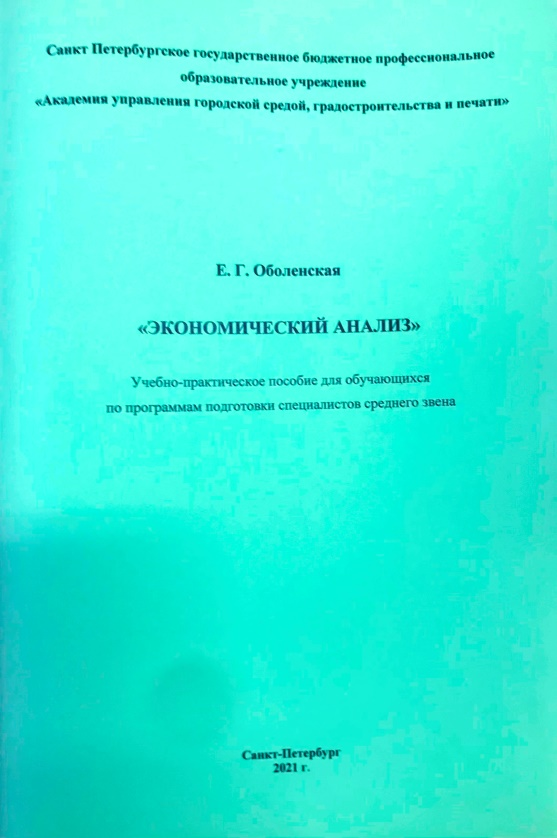 Санкт Петербургское государственное бюджетное профессиональное
образовательное учреждение
«Академия управления городской средой, градостроительства и печати»
Е. Г. Оболенская
«ЭКОНОМИЧЕСКИЙ АНАЛИЗ»
Учебно-практическое пособие для обучающихся
по программам подготовки специалистов среднего звена
Санкт-Петербург
2021 г.